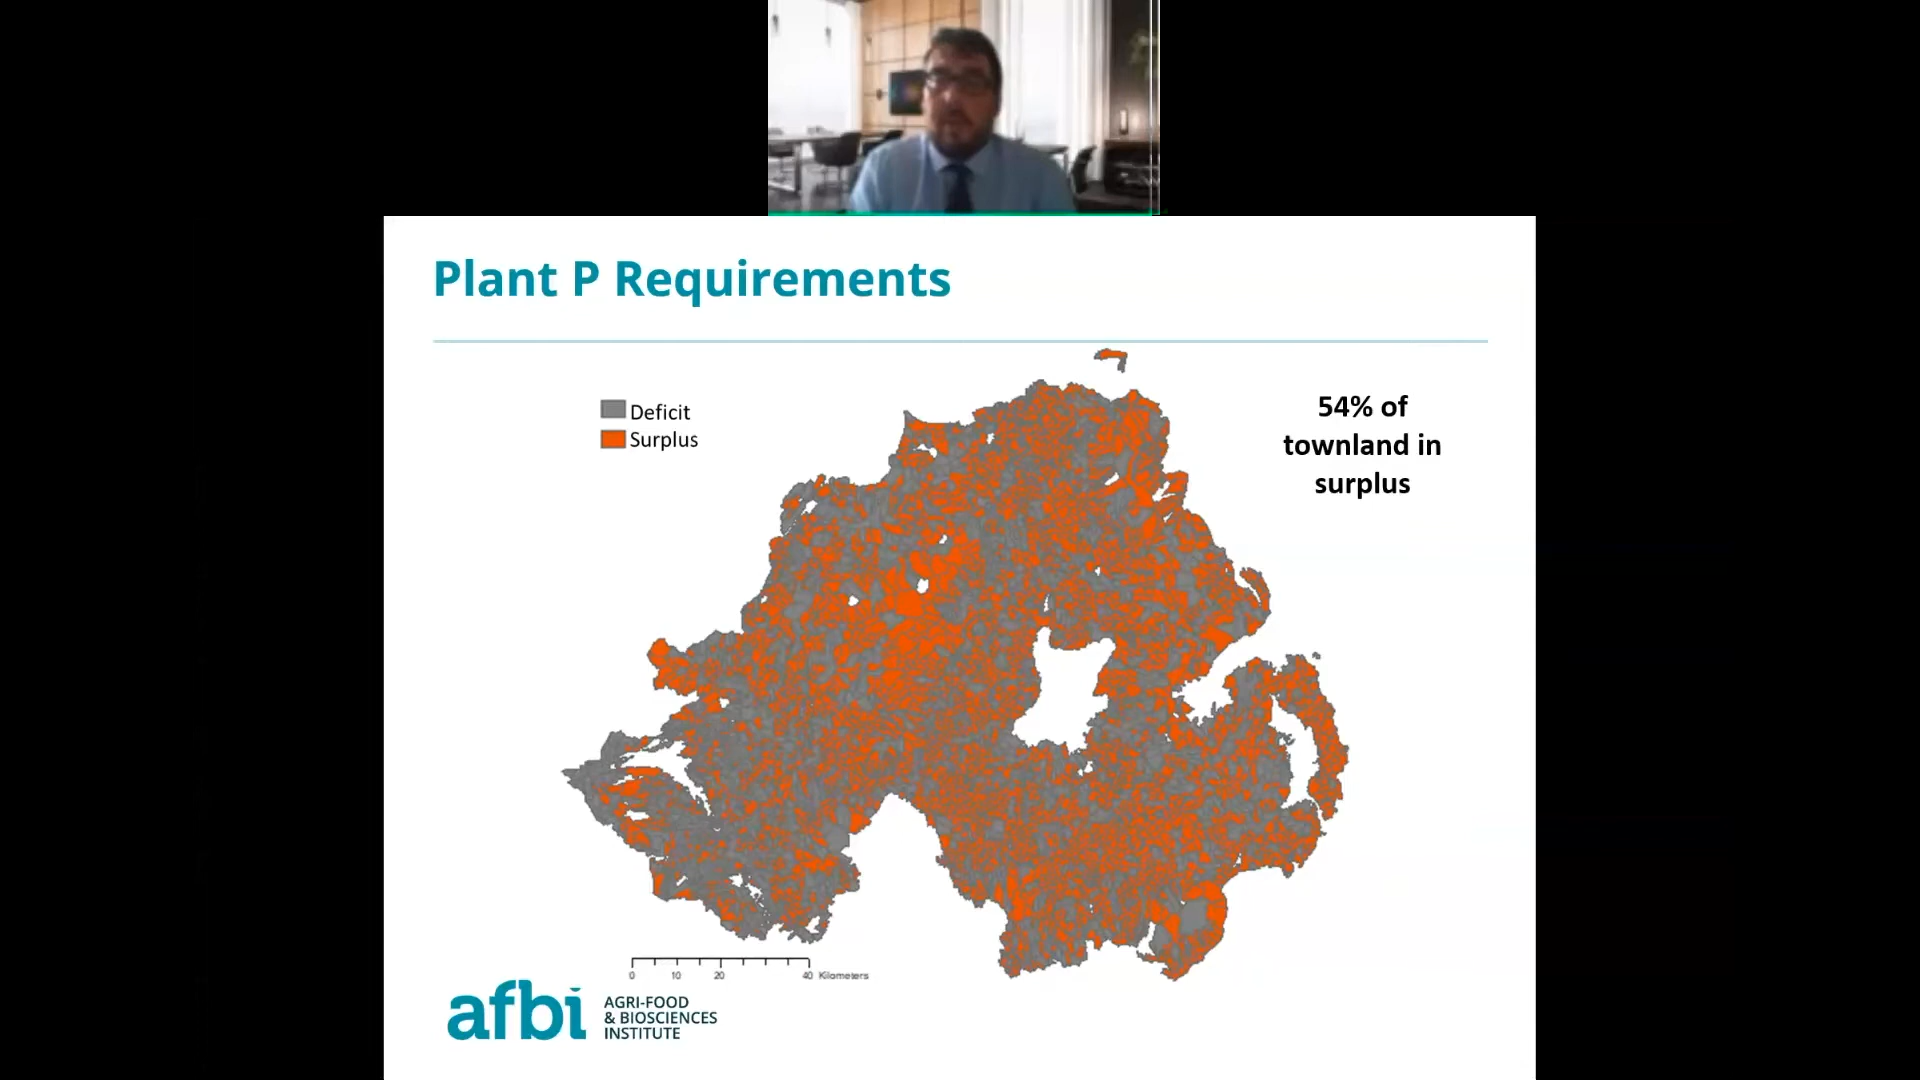 Plant P Requirements
Deficit
Surplus
54% of
townland in
surplus
0 10 20 40 Kilometers
afbi
AGRI-FOOD
& BIOSCIENCES
INSTITUTE